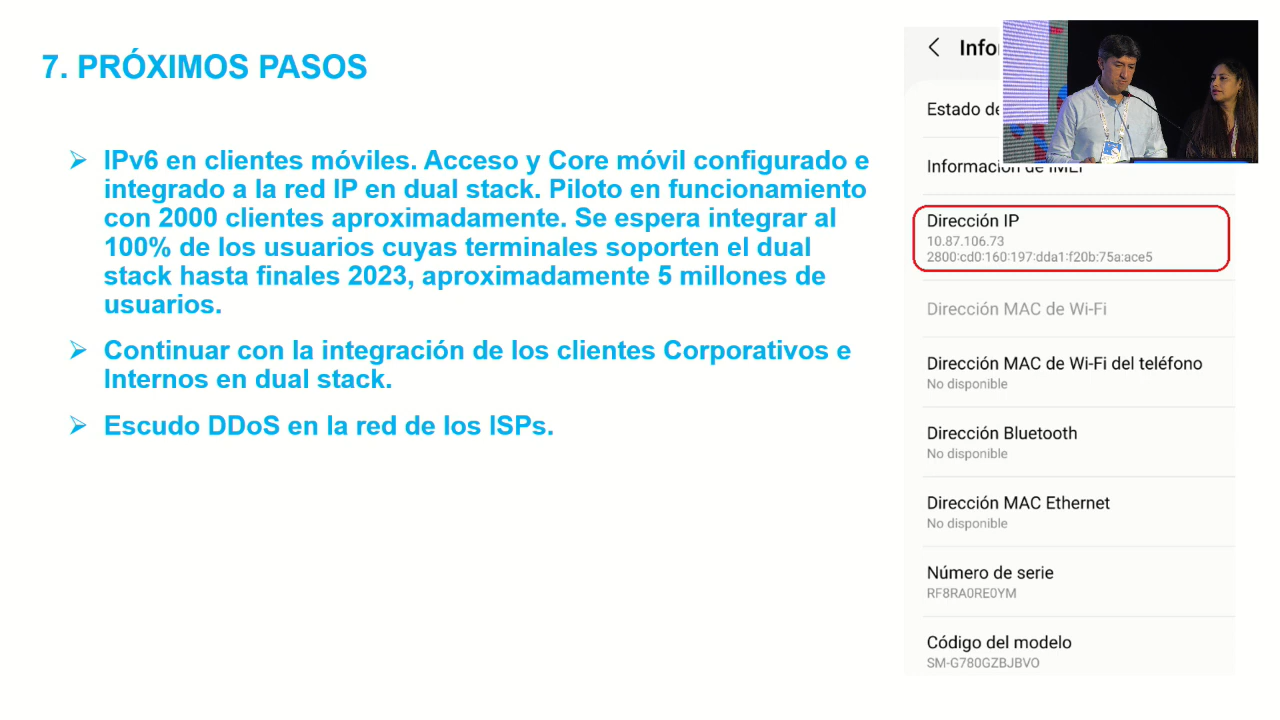 7. PRÓXIMOS PASOS
IPv6 en clientes móviles. Acceso y Core móvil configurado e
integrado a la red IP en dual stack. Piloto en funcionamiento
con 2000 clientes aproximadamente. Se espera integrar al
100% de los usuarios cuyas terminales soporten el dual
stack hasta finales 2023, aproximadamente 5 millones de
usuarios.
Continuar con la integración de los clientes Corporativos e
Internos en dual stack.
Escudo DDoS en la red de los ISPs.
Dirección IP
10.87.106.73
2800:cd0:160:197:dda1:f20b:75a:ace5
Dirección MAC de Wi-Fi
Dirección MAC de Wi-Fi del teléfono
No disponible
Dirección Bluetooth
No disponible
Dirección MAC Ethernet
No disponible
Número de serie
RF8RA0RE0YM
Código del modelo
SM-G780GZBJBVO